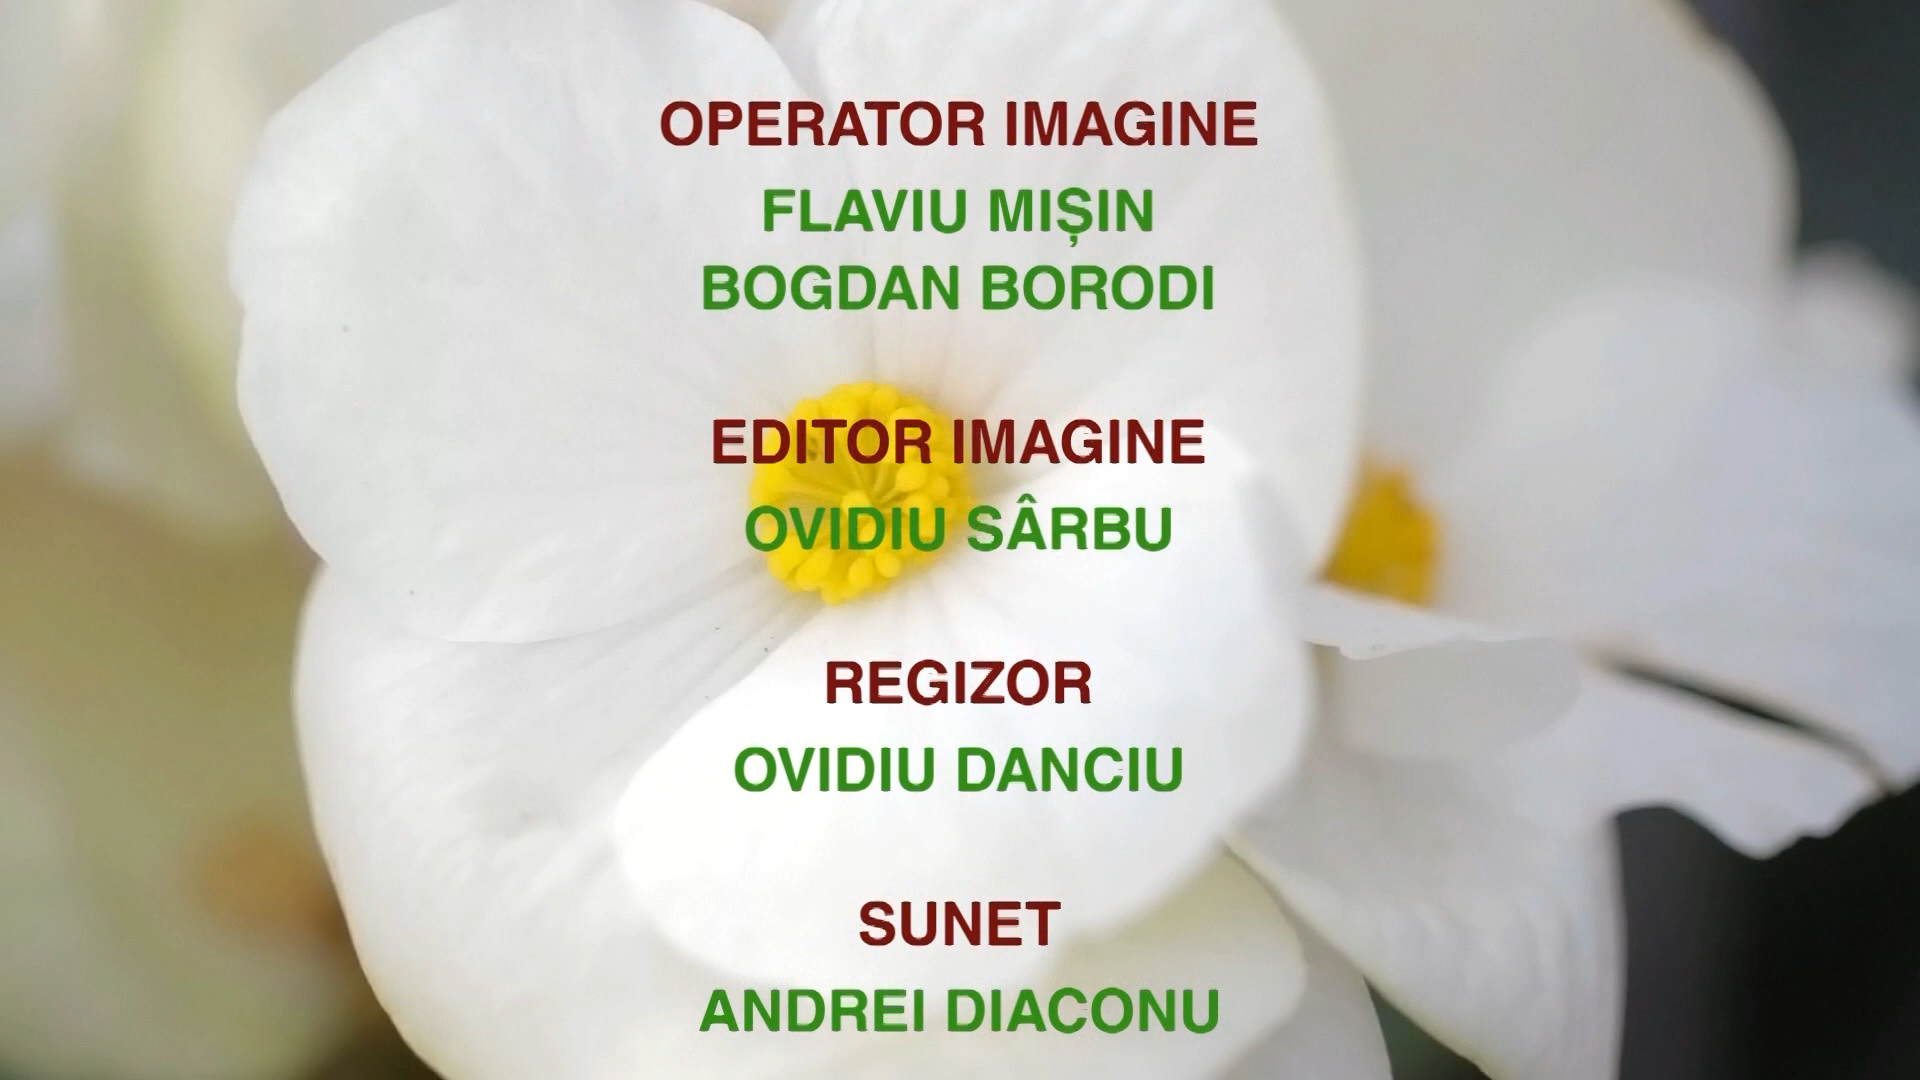 OPERATOR IMAGINE
FLAVIU MIȘIN
BOGDAN BORODI
EDITOR IMAGINE
OVIDIU SÂRBU
REGIZOR
OVIDIU DANCIU
SUNET
ANDREI DIACONU